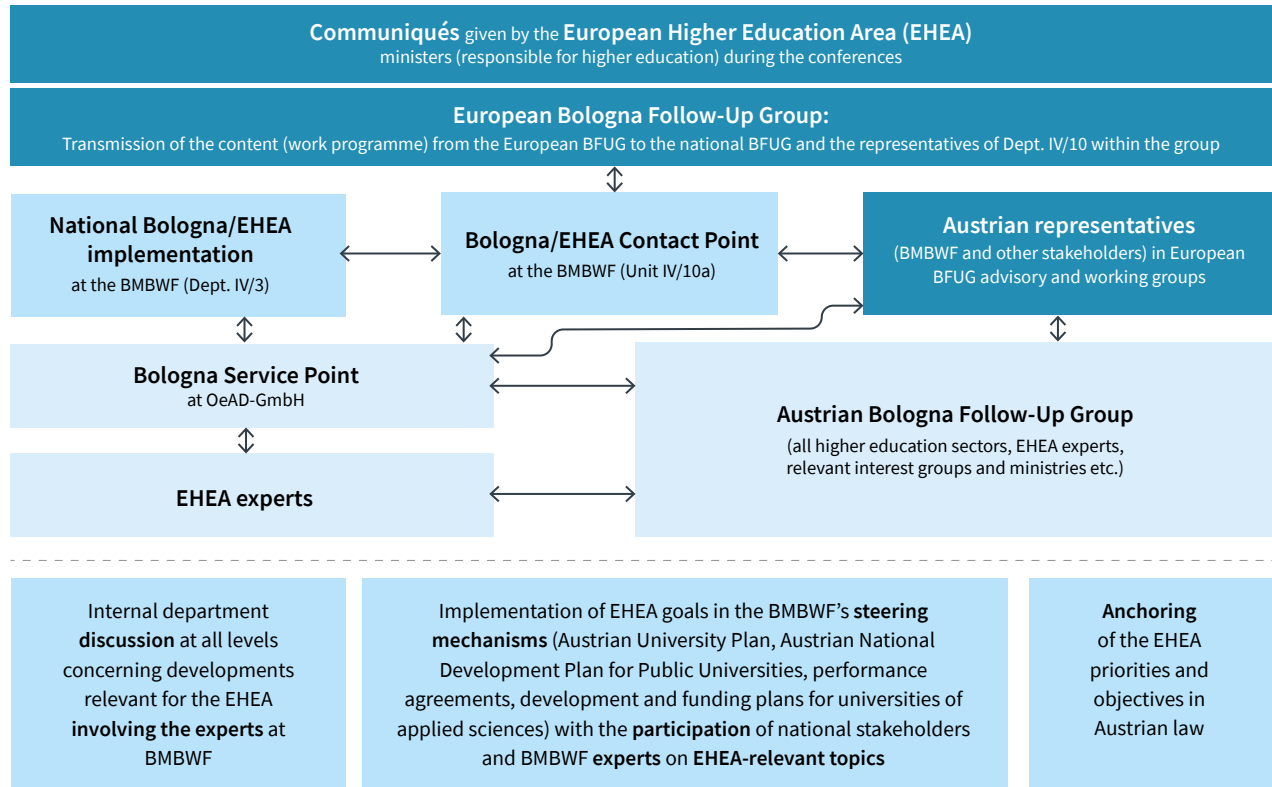 Communiqués given by the European Higher Education Area (EHEA)
ministers (responsible for higher education) during the conferences
European Bologna Follow-Up Group:
Transmission of the content (work programme) from the European BFUG to the national BFUG and the representatives of Dept. IV/10 within the group
National Bologna/EHEA
implementation
at the BMBWF (Dept. IV/3)
Bologna/EHEA Contact Point
at the BMBWF (Unit IV/10a)
Austrian representatives
(BMBWF and other stakeholders) in European
BFUG advisory and working groups
Bologna Service Point
at OeAD-GmbH
Austrian Bologna Follow-Up Group
(all higher education sectors, EHEA experts,
relevant interest groups and ministries etc.)
EHEA experts
Internal department
discussion at all levels
concerning developments
relevant for the EHEA
involving the experts at
BMBWF
Implementation of EHEA goals in the BMBWF’s steering
mechanisms (Austrian University Plan, Austrian National
Development Plan for Public Universities, performance
agreements, development and funding plans for universities of
applied sciences) with the participation of national stakeholders
and BMBWF experts on EHEA-relevant topics
Anchoring
of the EHEA
priorities and
objectives in
Austrian law